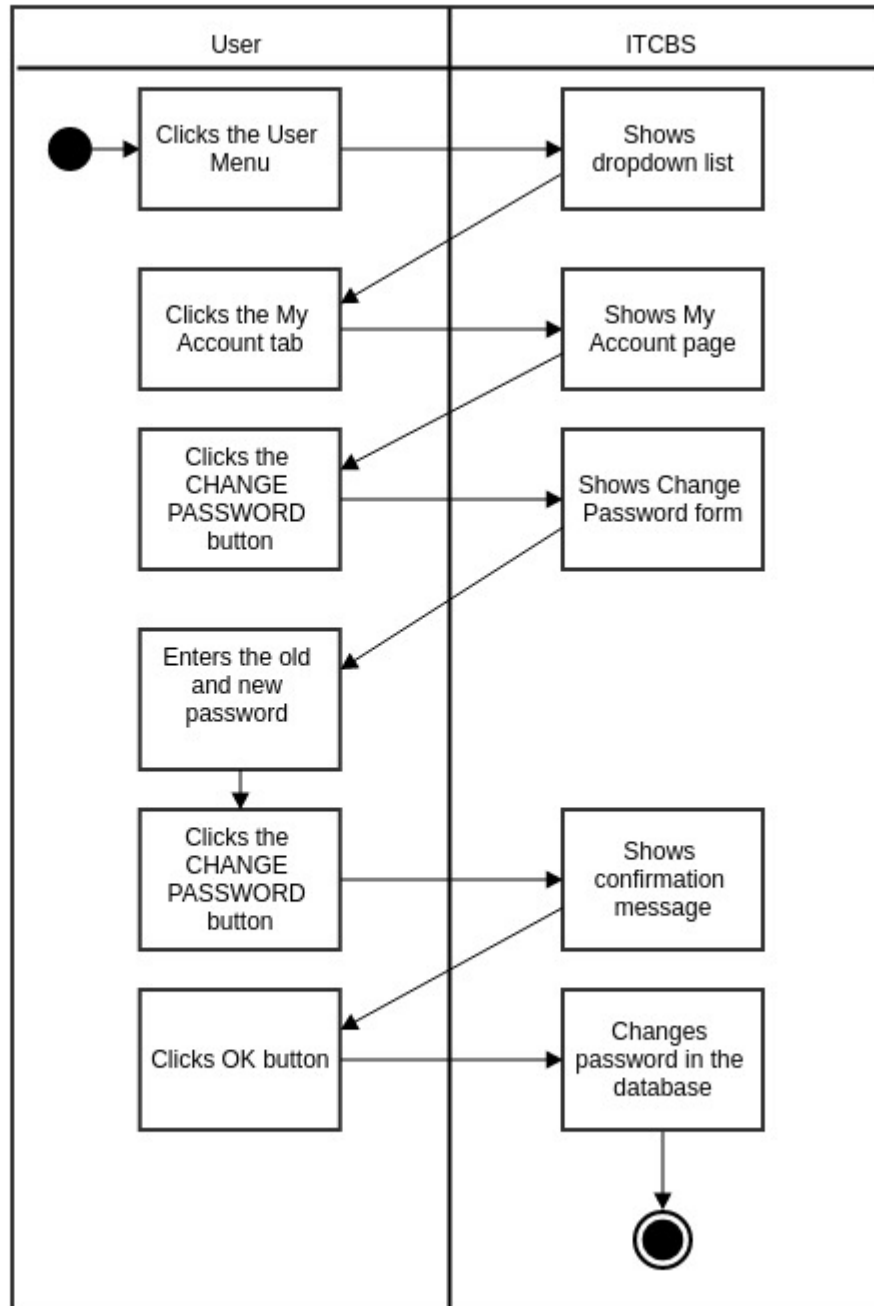 User
ITCBS
Clicks the User
Menu
Shows
dropdown list
Clicks the My
Account tab
Shows My
Account page
Clicks the
CHANGE
PASSWORD
button
Shows Change
Password form
Enters the old
and new
password
Clicks the
CHANGE
PASSWORD
button
Shows
confirmation
message
Clicks OK button
Changes
password in the
database